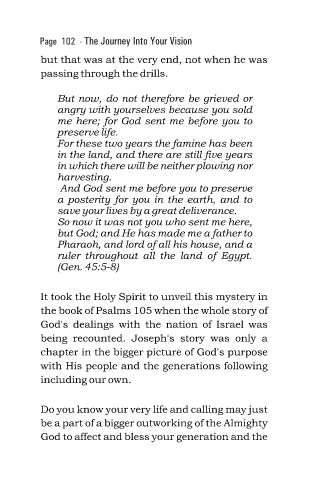 Page 102 · The Journey Into Your Vision
but that was at the very end, not when he was
passing through the drills.
But now, do not therefore be grieved or
angry with yourselves because you sold
me here; for God sent me before you to
preserve life.
For these two years the famine has been
in the land, and there are still five years
in which there will be neither plowing nor
harvesting.
And God sent me before you to preserve
a posterity for you in the earth, and to
save your lives by a great deliverance.
So now it was not you who sent me here,
but God; and He has made me a father to
Pharaoh, and lord of all his house, and a
ruler throughout all the land of Egypt.
(Gen. 45:5-8)
It took the Holy Spirit to unveil this mystery in
the book of Psalms 105 when the whole story of
God's dealings with the nation of Israel was
being recounted. Joseph's story was only a
chapter in the bigger picture of God's purpose
with His people and the generations following
including our own.
Do you know your very life and calling may just
be a part of a bigger outworking of the Almighty
God to affect and bless your generation and the